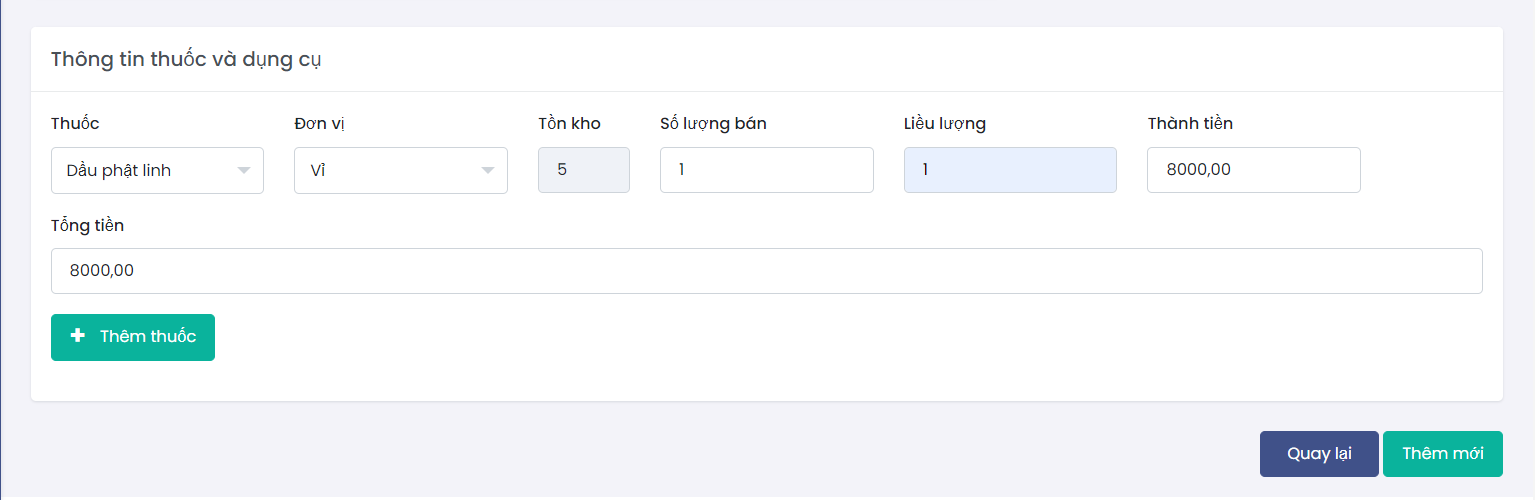 Thông tin thuốc và dụng cụ
Thuốc Đơn vị Tồn kho Số lượng bán Liều lượng Thành tiền
Dầu phật linh Vỉ 5 1 1 8000,00
Tổng tiền
8000,00
Thêm thuốc
Quay lại Thêm mới